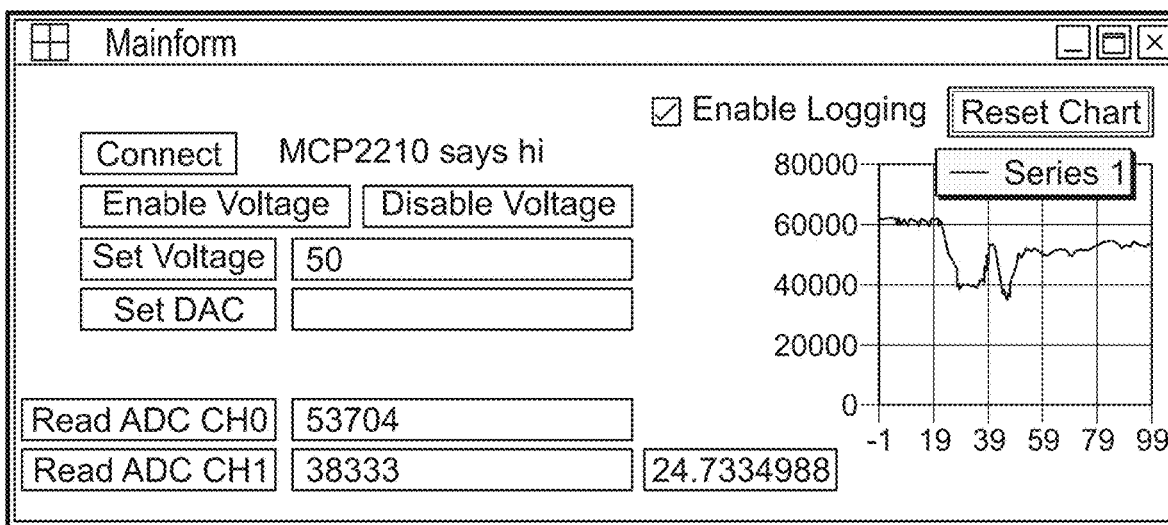 Mainform
Enable Logging Reset Chart
Connect MCP2210 says hi
Enable Voltage Disable Voltage
Set Voltage 50
Set DAC
Read ADC CH0 53704
Read ADC CH1 38333 24.7334988
Series 1
80000
60000
40000
20000
0
-1 19 39 59 79 99